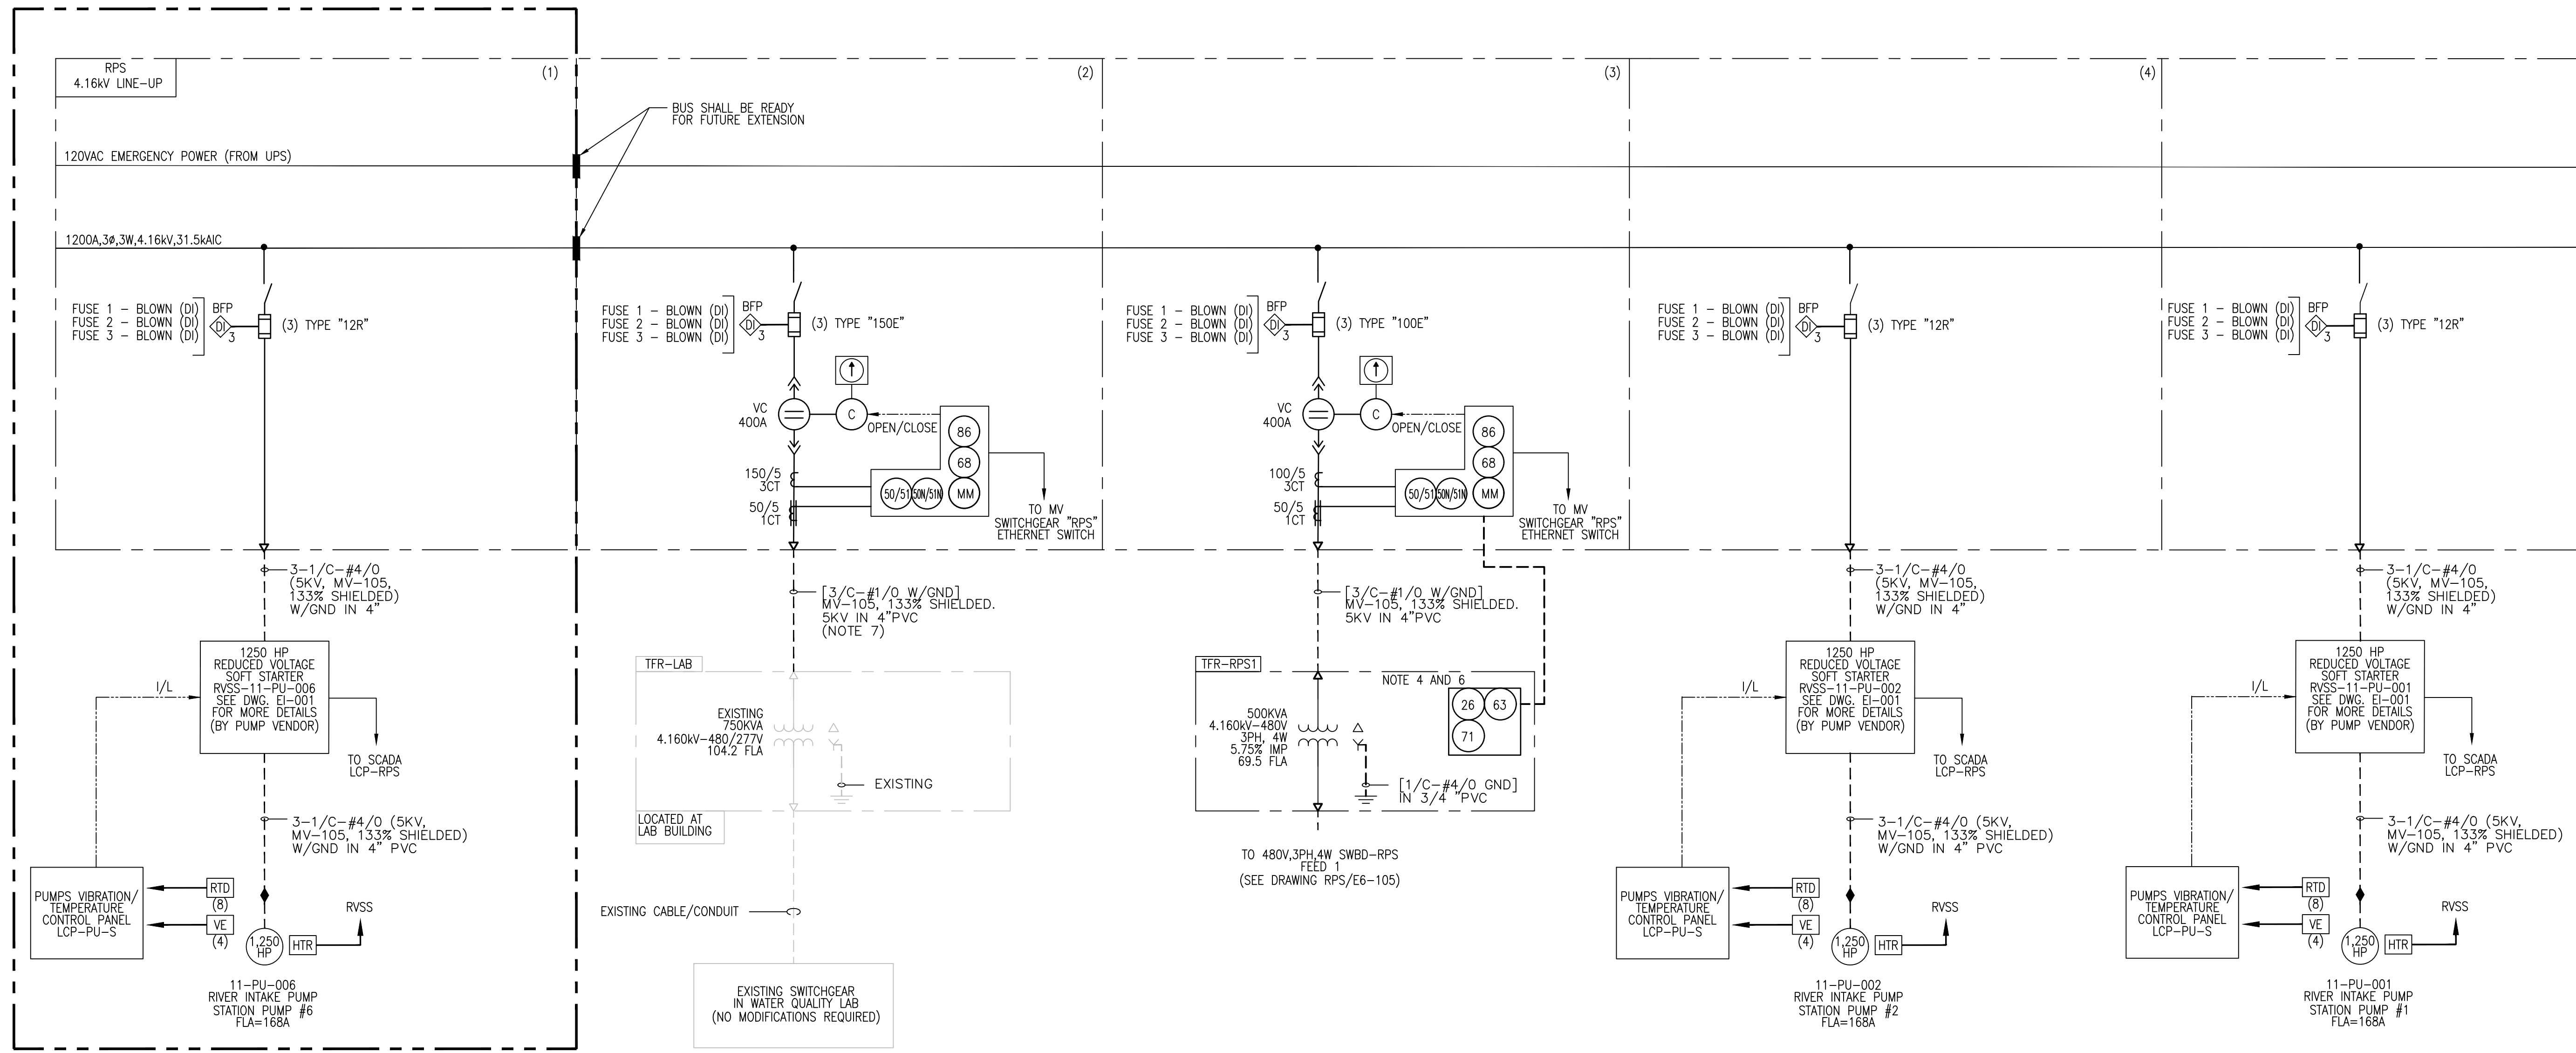 RPS
4.16kV LINE-UP
(1)
(2)
(3)
(4)
BUS SHALL BE READY
FOR FUTURE EXTENSION
120VAC EMERGENCY POWER (FROM UPS)
1200A,3ø,3W,4.16kV,31.5kAIC
FUSE 1 - BLOWN (DI)
FUSE 2 - BLOWN (DI)
FUSE 3 - BLOWN (DI)
BFP
DI
3
(3) TYPE "12R"
3-1/C-#4/0
(5KV, MV-105,
133% SHIELDED)
W/GND IN 4"
1250 HP
REDUCED VOLTAGE
SOFT STARTER
RVSS-11-PU-006
SEE DWG. EI-001
FOR MORE DETAILS
(BY PUMP VENDOR)
I/L
TO SCADA
LCP-RPS
3-1/C-#4/0 (5KV,
MV-105, 133% SHIELDED)
W/GND IN 4" PVC
PUMPS VIBRATION/
TEMPERATURE
CONTROL PANEL
LCP-PU-S
RTD
(8)
VE
(4)
1,250
HP
HTR
RVSS
11-PU-006
RIVER INTAKE PUMP
STATION PUMP #6
FLA=168A
FUSE 1 - BLOWN (DI)
FUSE 2 - BLOWN (DI)
FUSE 3 - BLOWN (DI)
BFP
DI
3
(3) TYPE "150E"
VC
400A
C
OPEN/CLOSE
86
68
50/51
50N/51N
MM
150/5
3CT
50/5
1CT
TO MV
SWITCHGEAR "RPS"
ETHERNET SWITCH
[3/C-#1/0 W/GND]
MV-105, 133% SHIELDED.
5KV IN 4"PVC
(NOTE 7)
TFR-LAB
EXISTING
750KVA
4.160kV-480/277V
104.2 FLA
EXISTING
LOCATED AT
LAB BUILDING
EXISTING CABLE/CONDUIT
EXISTING SWITCHGEAR
IN WATER QUALITY LAB
(NO MODIFICATIONS REQUIRED)
FUSE 1 - BLOWN (DI)
FUSE 2 - BLOWN (DI)
FUSE 3 - BLOWN (DI)
BFP
DI
3
(3) TYPE "100E"
VC
400A
C
OPEN/CLOSE
86
68
50/51
50N/51N
MM
100/5
3CT
50/5
1CT
TO MV
SWITCHGEAR "RPS"
ETHERNET SWITCH
[3/C-#1/0 W/GND]
MV-105, 133% SHIELDED.
5KV IN 4"PVC
TFR-RPS1
NOTE 4 AND 6
26
63
71
500KVA
4.160kV-480V
3PH, 4W
5.75% IMP
69.5 FLA
[1/C-#4/0 GND]
IN 3/4 "PVC
TO 480V,3PH,4W SWBD-RPS
FEED 1
(SEE DRAWING RPS/E6-105)
FUSE 1 - BLOWN (DI)
FUSE 2 - BLOWN (DI)
FUSE 3 - BLOWN (DI)
BFP
DI
3
(3) TYPE "12R"
3-1/C-#4/0
(5KV, MV-105,
133% SHIELDED)
W/GND IN 4"
1250 HP
REDUCED VOLTAGE
SOFT STARTER
RVSS-11-PU-002
SEE DWG. EI-001
FOR MORE DETAILS
(BY PUMP VENDOR)
I/L
TO SCADA
LCP-RPS
3-1/C-#4/0 (5KV,
MV-105, 133% SHIELDED)
W/GND IN 4" PVC
PUMPS VIBRATION/
TEMPERATURE
CONTROL PANEL
LCP-PU-S
RTD
(8)
VE
(4)
1,250
HP
HTR
RVSS
11-PU-002
RIVER INTAKE PUMP
STATION PUMP #2
FLA=168A
FUSE 1 - BLOWN (DI)
FUSE 2 - BLOWN (DI)
FUSE 3 - BLOWN (DI)
BFP
DI
3
(3) TYPE "12R"
3-1/C-#4/0
(5KV, MV-105,
133% SHIELDED)
W/GND IN 4"
1250 HP
REDUCED VOLTAGE
SOFT STARTER
RVSS-11-PU-001
SEE DWG. EI-001
FOR MORE DETAILS
(BY PUMP VENDOR)
I/L
TO SCADA
LCP-RPS
3-1/C-#4/0 (5KV,
MV-105, 133% SHIELDED)
W/GND IN 4" PVC
PUMPS VIBRATION/
TEMPERATURE
CONTROL PANEL
LCP-PU-S
RTD
(8)
VE
(4)
1,250
HP
HTR
RVSS
11-PU-001
RIVER INTAKE PUMP
STATION PUMP #1
FLA=168A